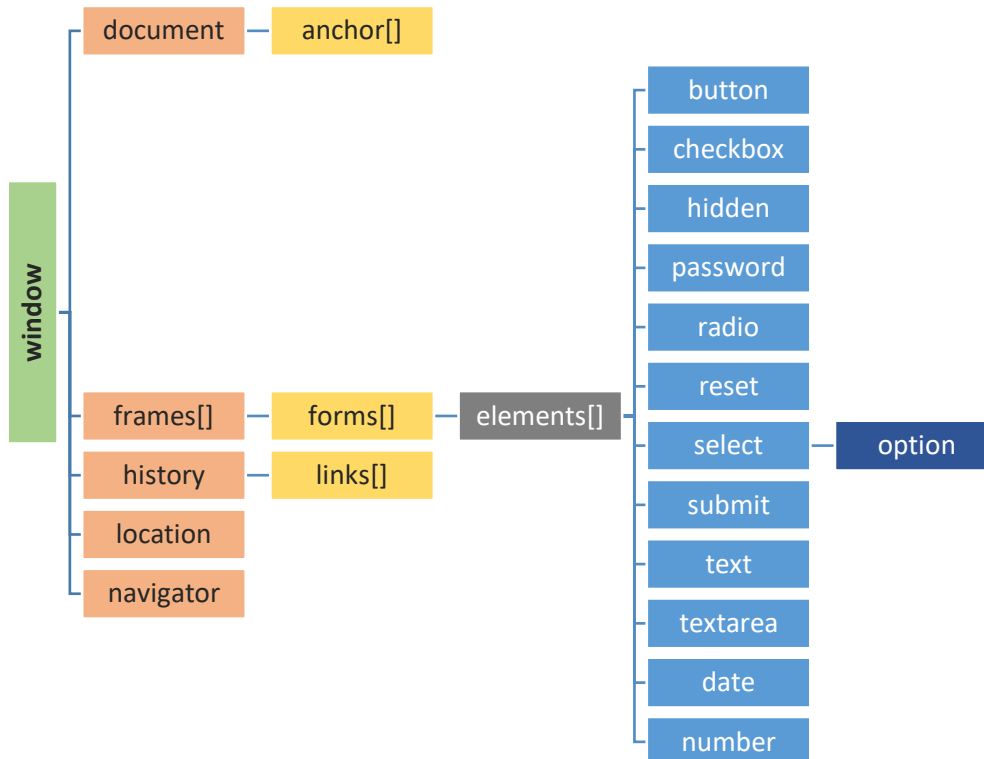 window
document
anchor[]
frames[]
forms[]
elements[]
history
links[]
location
navigator
button
checkbox
hidden
password
radio
reset
select
option
submit
text
textarea
date
number